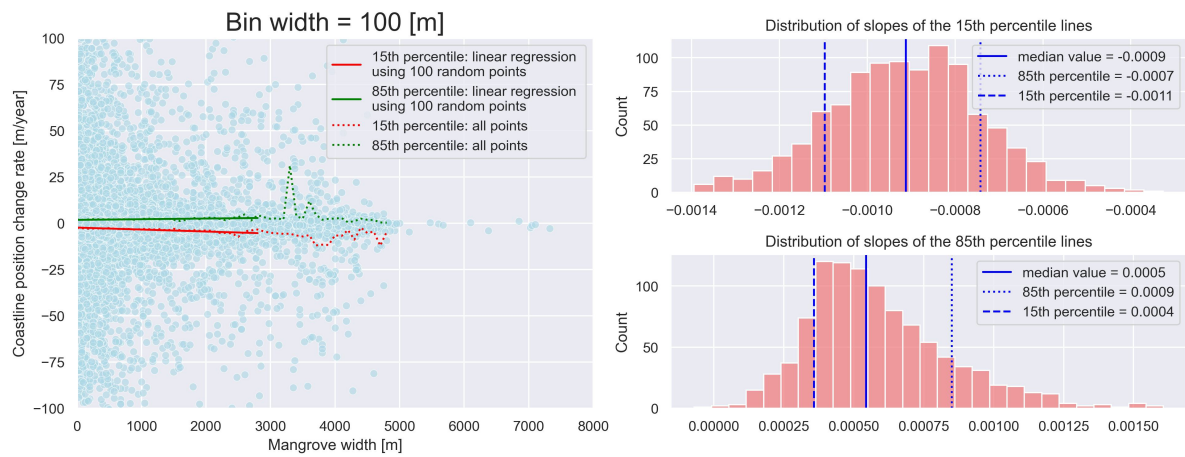 Bin width = 100 [m]
Coastline position change rate [m/year]
100
75
50
25
0
−25
−50
−75
−100
15th percentile: linear regression
using 100 random points
85th percentile: linear regression
using 100 random points
15th percentile: all points
85th percentile: all points
0 1000 2000 3000 4000 5000 6000 7000 8000
Mangrove width [m]
Distribution of slopes of the 15th percentile lines
Count
100
75
50
25
0
median value = -0.0009
85th percentile = -0.0007
15th percentile = -0.0011
−0.0014 −0.0012 −0.0010 −0.0008 −0.0006 −0.0004
Distribution of slopes of the 85th percentile lines
Count
100
50
0
median value = 0.0005
85th percentile = 0.0009
15th percentile = 0.0004
0.00000 0.00025 0.00050 0.00075 0.00100 0.00125 0.00150